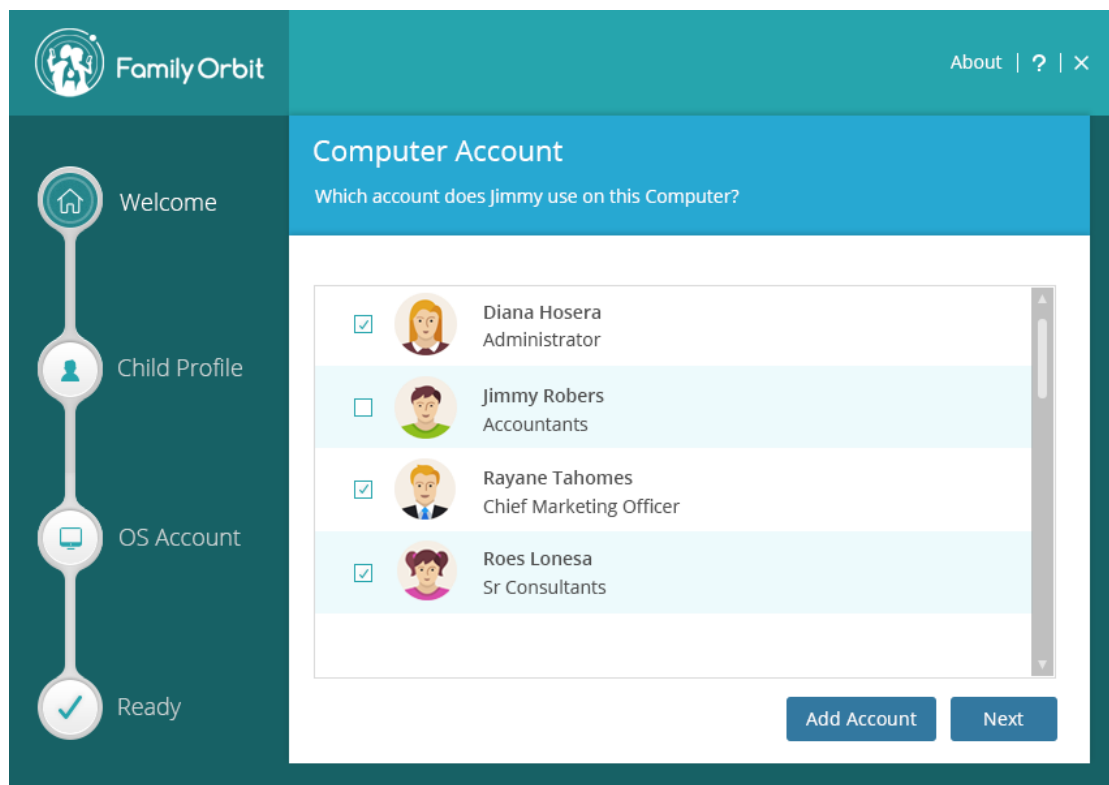 Family Orbit
About | ? | ×
Computer Account
Which account does Jimmy use on this Computer?
Welcome
Child Profile
OS Account
Ready
Diana Hosera
Administrator
Jimmy Robers
Accountants
Rayane Tahomes
Chief Marketing Officer
Roes Lonesa
Sr Consultants
Add Account
Next